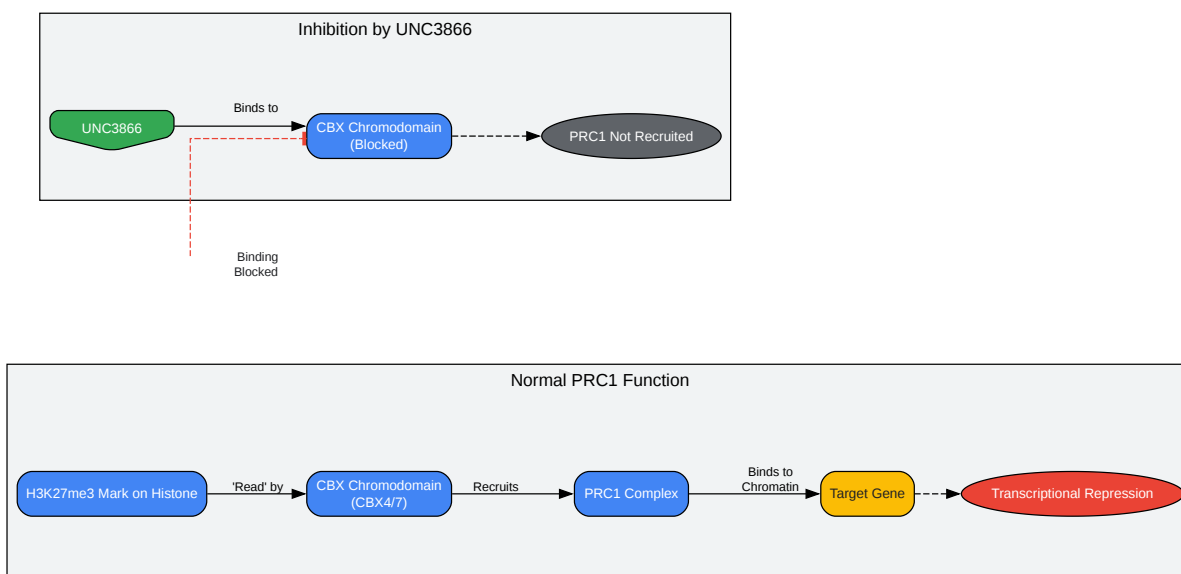 Inhibition by UNC3866
UNC3866
Binds to
CBX Chromodomain
(Blocked)
PRC1 Not Recruited
Binding
Blocked
Normal PRC1 Function
H3K27me3 Mark on Histone
'Read' by
CBX Chromodomain
(CBX4/7)
Recruits
PRC1 Complex
Binds to
Chromatin
Target Gene
Transcriptional Repression